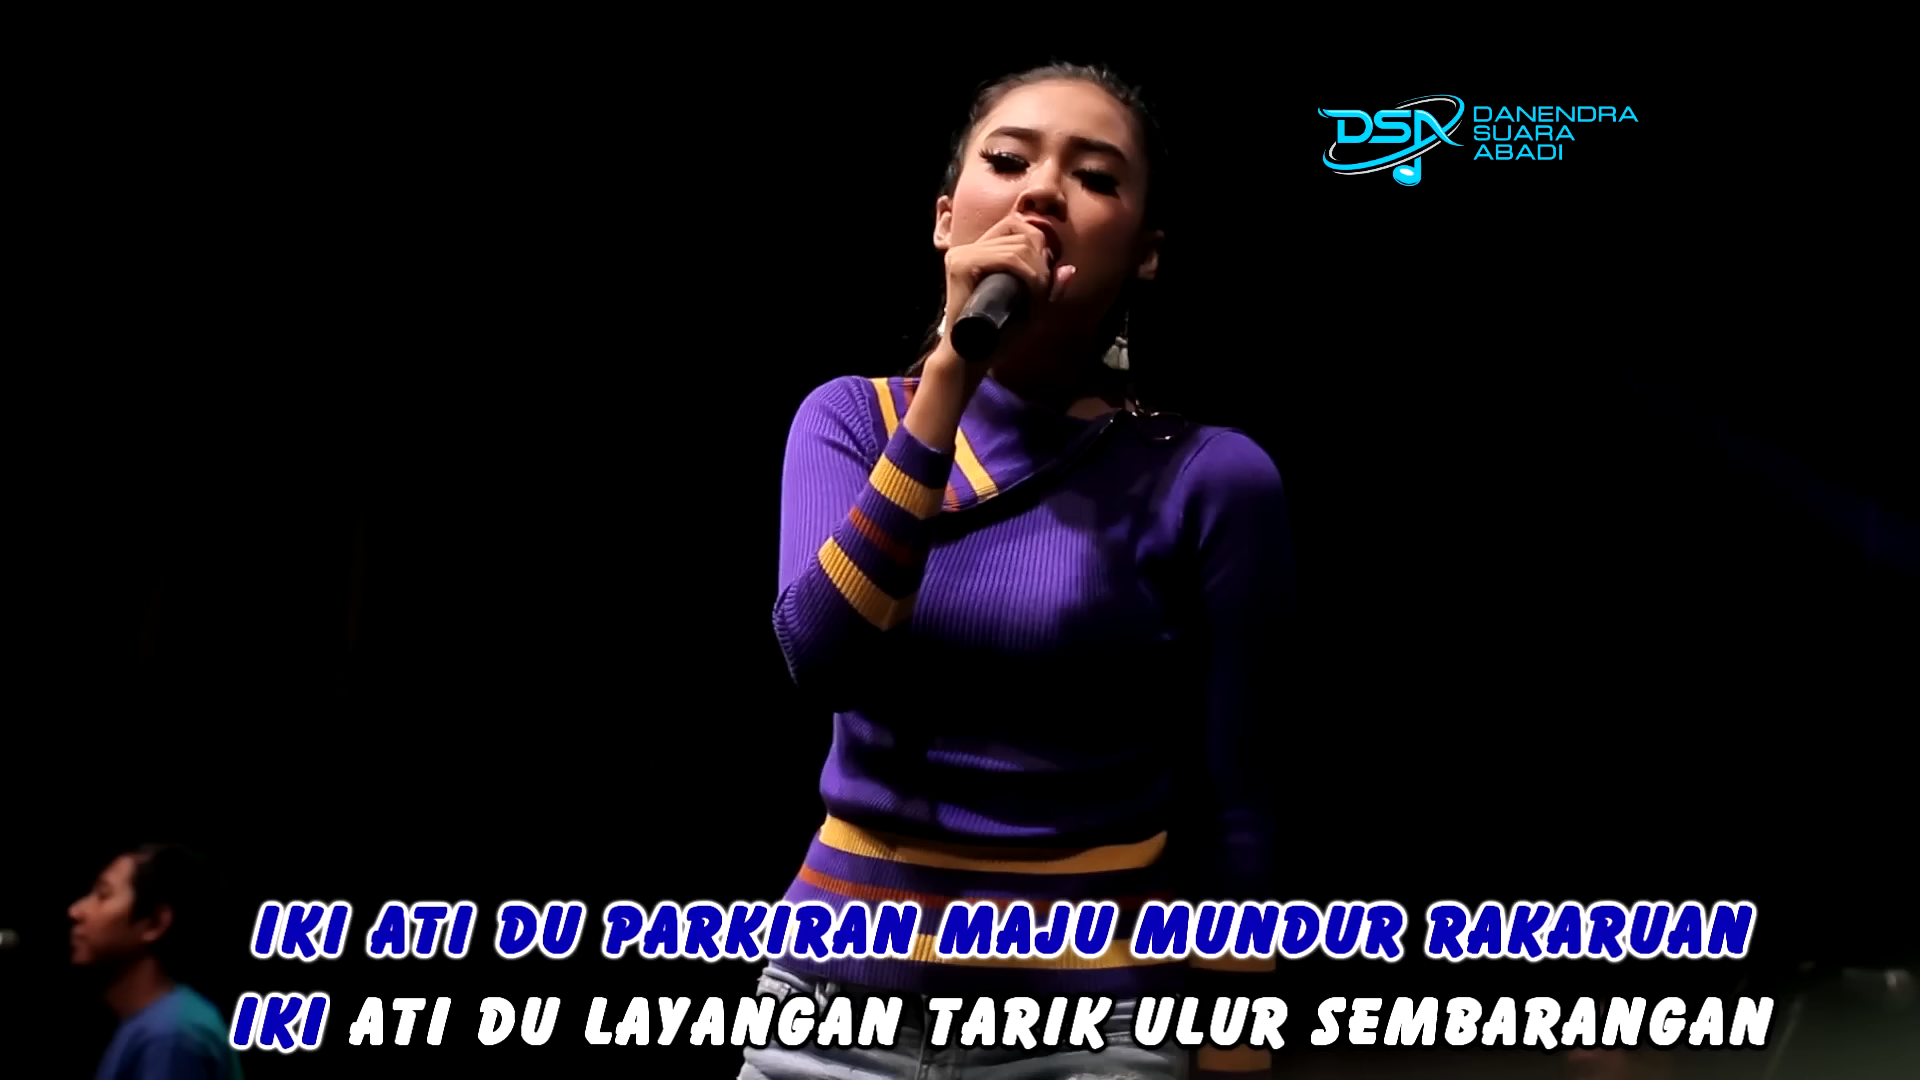 DSA
DANENDRA
SUARA
ABADI
IKI ATI DU PARKIRAN MAJU MUNDUR RAKARUAN
IKI ATI DU LAYANGAN TARIK ULUR SEMBARANGAN